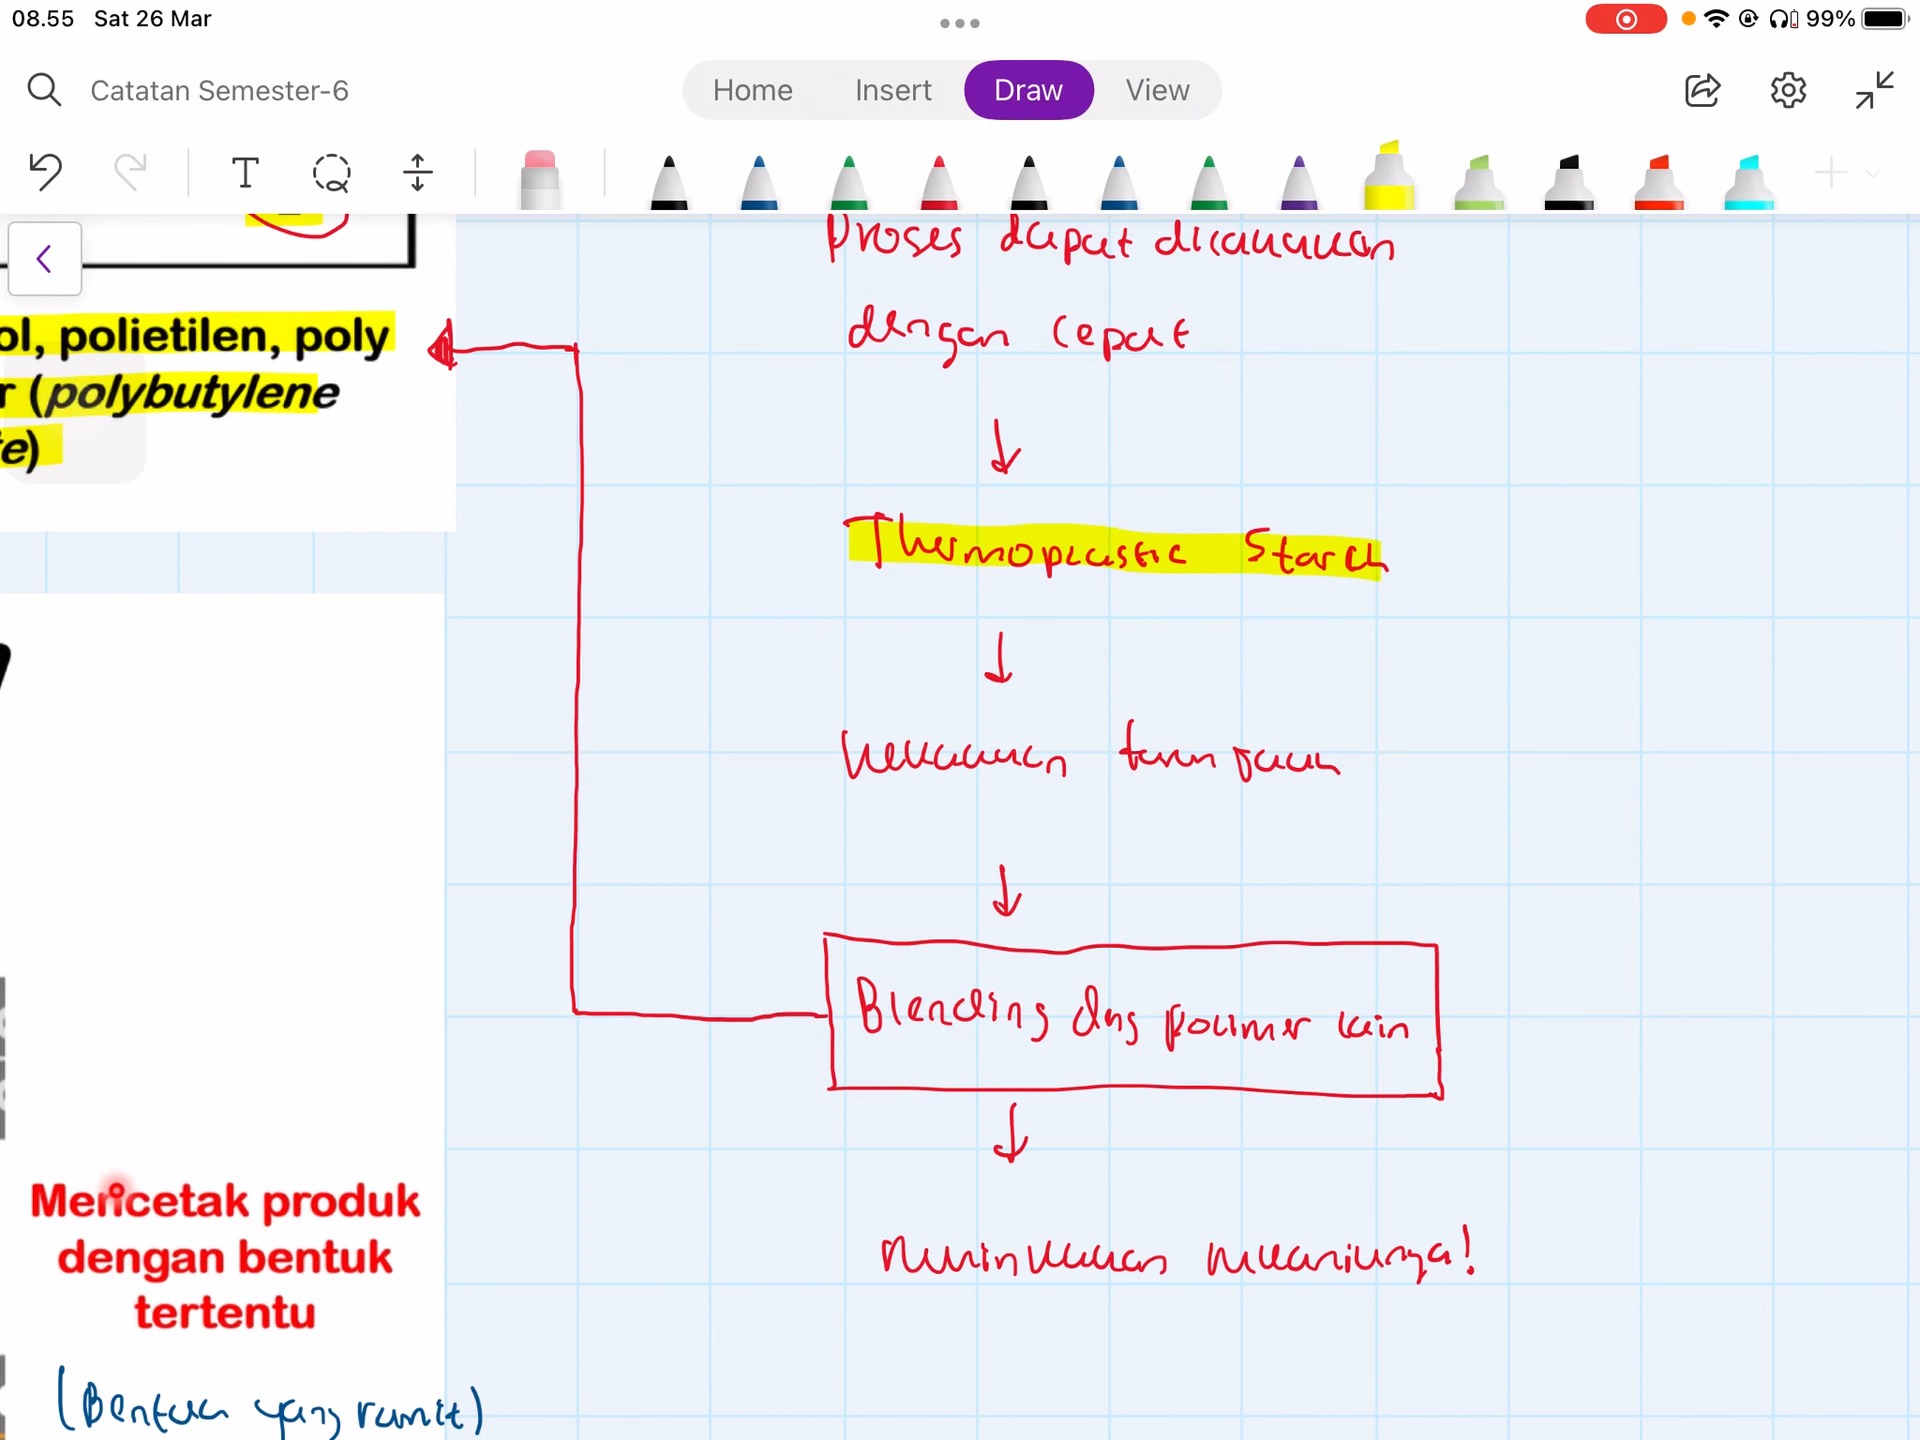 08.55 Sat 26 Mar
99%
Catatan Semester-6
Home Insert Draw View
T
ol, polietilen, poly
r (polybutylene
te)
Proses dapat dilakukan
dengan cepat
↓
Thermoplastic Starch
↓
↓
Blending dng polimer lain
↓
Mencetak produk
dengan bentuk
tertentu
(Bentuk yang rumit)